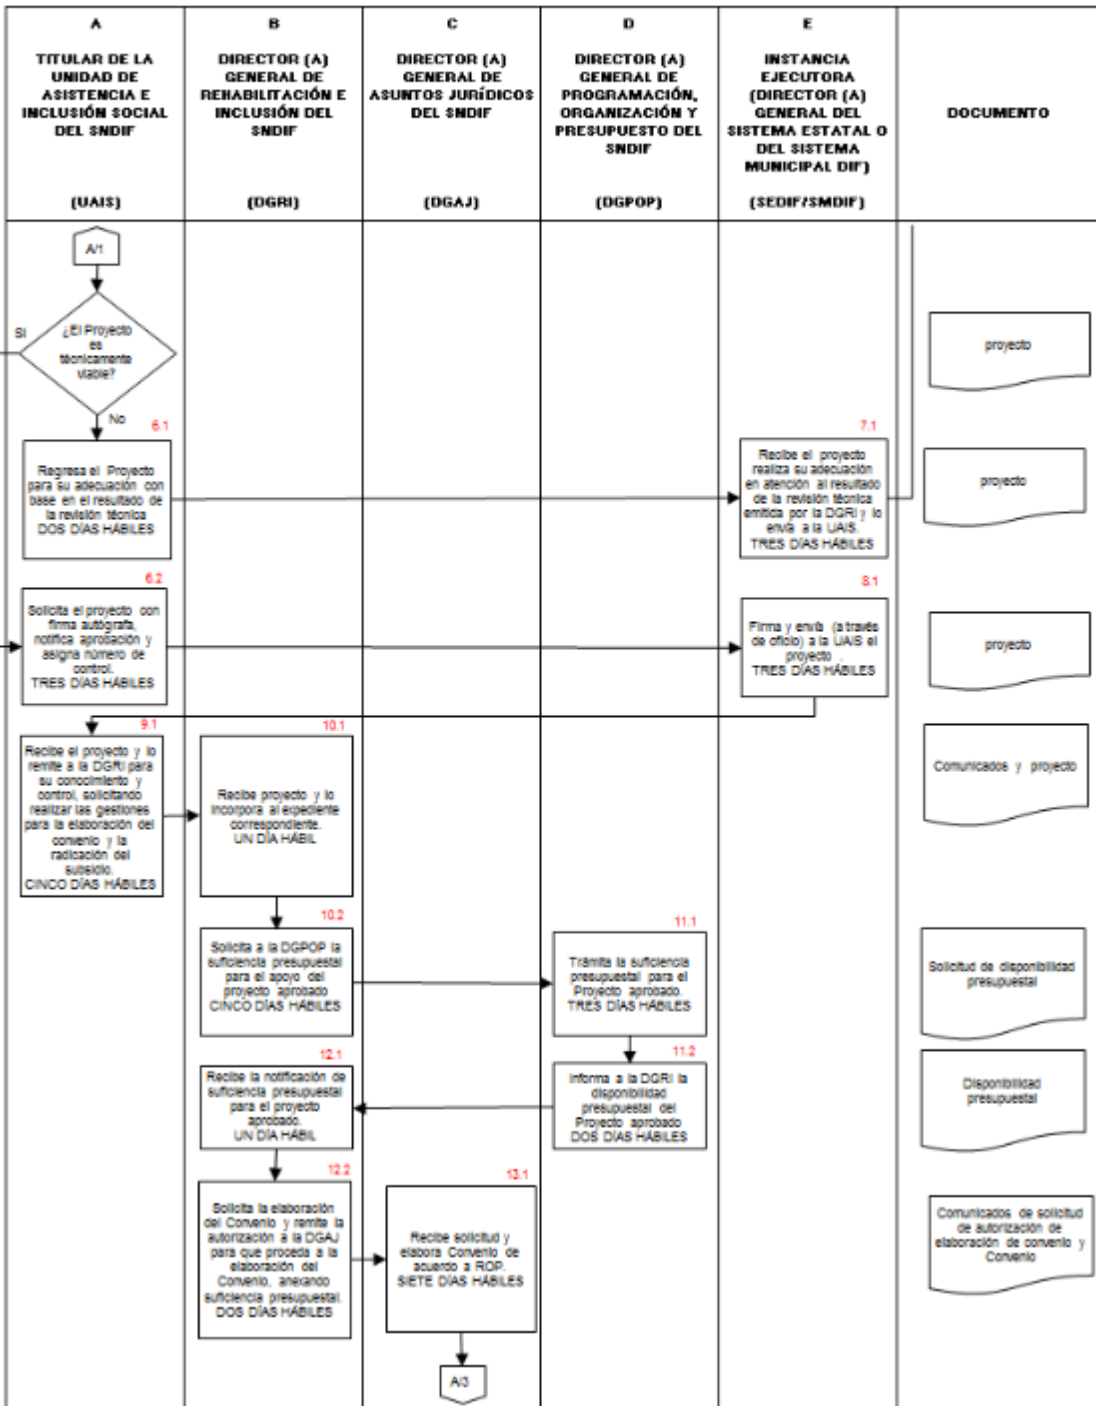 A
TITULAR DE LA
UNIDAD DE
ASISTENCIA E
INCLUSIÓN SOCIAL
DEL SNDIF
(UAIS)
B
DIRECTOR (A)
GENERAL DE
REHABILITACIÓN E
INCLUSIÓN DEL
SNDIF
(DGRI)
C
DIRECTOR (A)
GENERAL DE
ASUNTOS JURÍDICOS
DEL SNDIF
(DGAJ)
D
DIRECTOR (A)
GENERAL DE
PROGRAMACIÓN,
ORGANIZACIÓN Y
PRESUPUESTO DEL
SNDIF
(DGPOP)
E
INSTANCIA
EJECUTORA
(DIRECTOR (A)
GENERAL DEL
SISTEMA ESTATAL O
DEL SISTEMA
MUNICIPAL DIF)
(SEDIF/SMDIF)
DOCUMENTO
A/1
SI
¿El Proyecto
es
técnicamente
viable?
No
proyecto
6.1
Regresa el Proyecto
para su adecuación con
base en el resultado de
la revisión técnica
DOS DÍAS HÁBILES
7.1
Recibe el proyecto
realiza su adecuación
en atención al resultado
de la revisión técnica
emitida por la DGRI y lo
envía a la UAIS.
TRES DÍAS HÁBILES
proyecto
6.2
Solicita el proyecto con
firma autógrafa,
notifica aprobación y
asigna número de
control.
TRES DÍAS HÁBILES
8.1
Firma y envía (a través
de oficio) a la UAIS el
proyecto .
TRES DÍAS HÁBILES
proyecto
9.1
Recibe el proyecto y lo
remite a la DGRI para
su conocimiento y
control, solicitando
realizar las gestiones
para la elaboración del
convenio y la
radicación del
subsidio.
CINCO DÍAS HÁBILES
10.1
Recibe proyecto y lo
incorpora al expediente
correspondiente.
UN DÍA HÁBIL
Comunicados y proyecto
10.2
Solicita a la DGPOP la
suficiencia presupuestal
para el apoyo del
proyecto aprobado
CINCO DÍAS HÁBILES
11.1
Trámita la suficiencia
presupuestal para el
Proyecto aprobado.
TRES DÍAS HÁBILES
Solicitud de disponibilidad
presupuestal
12.1
Recibe la notificación de
suficiencia presupuestal
para el proyecto
aprobado.
UN DÍA HÁBIL
11.2
Informa a la DGRI la
disponibilidad
presupuestal del
Proyecto aprobado
DOS DÍAS HÁBILES
Disponibilidad
presupuestal
12.2
Solicita la elaboración
del Convenio y remite la
autorización a la DGAJ
para que proceda a la
elaboración del
Convenio, anexando
suficiencia presupuestal.
DOS DÍAS HÁBILES
13.1
Recibe solicitud y
elabora Convenio de
acuerdo a ROP.
SIETE DÍAS HÁBILES
Comunicados de solicitud
de autorización de
elaboración de convenio y
Convenio
A/3